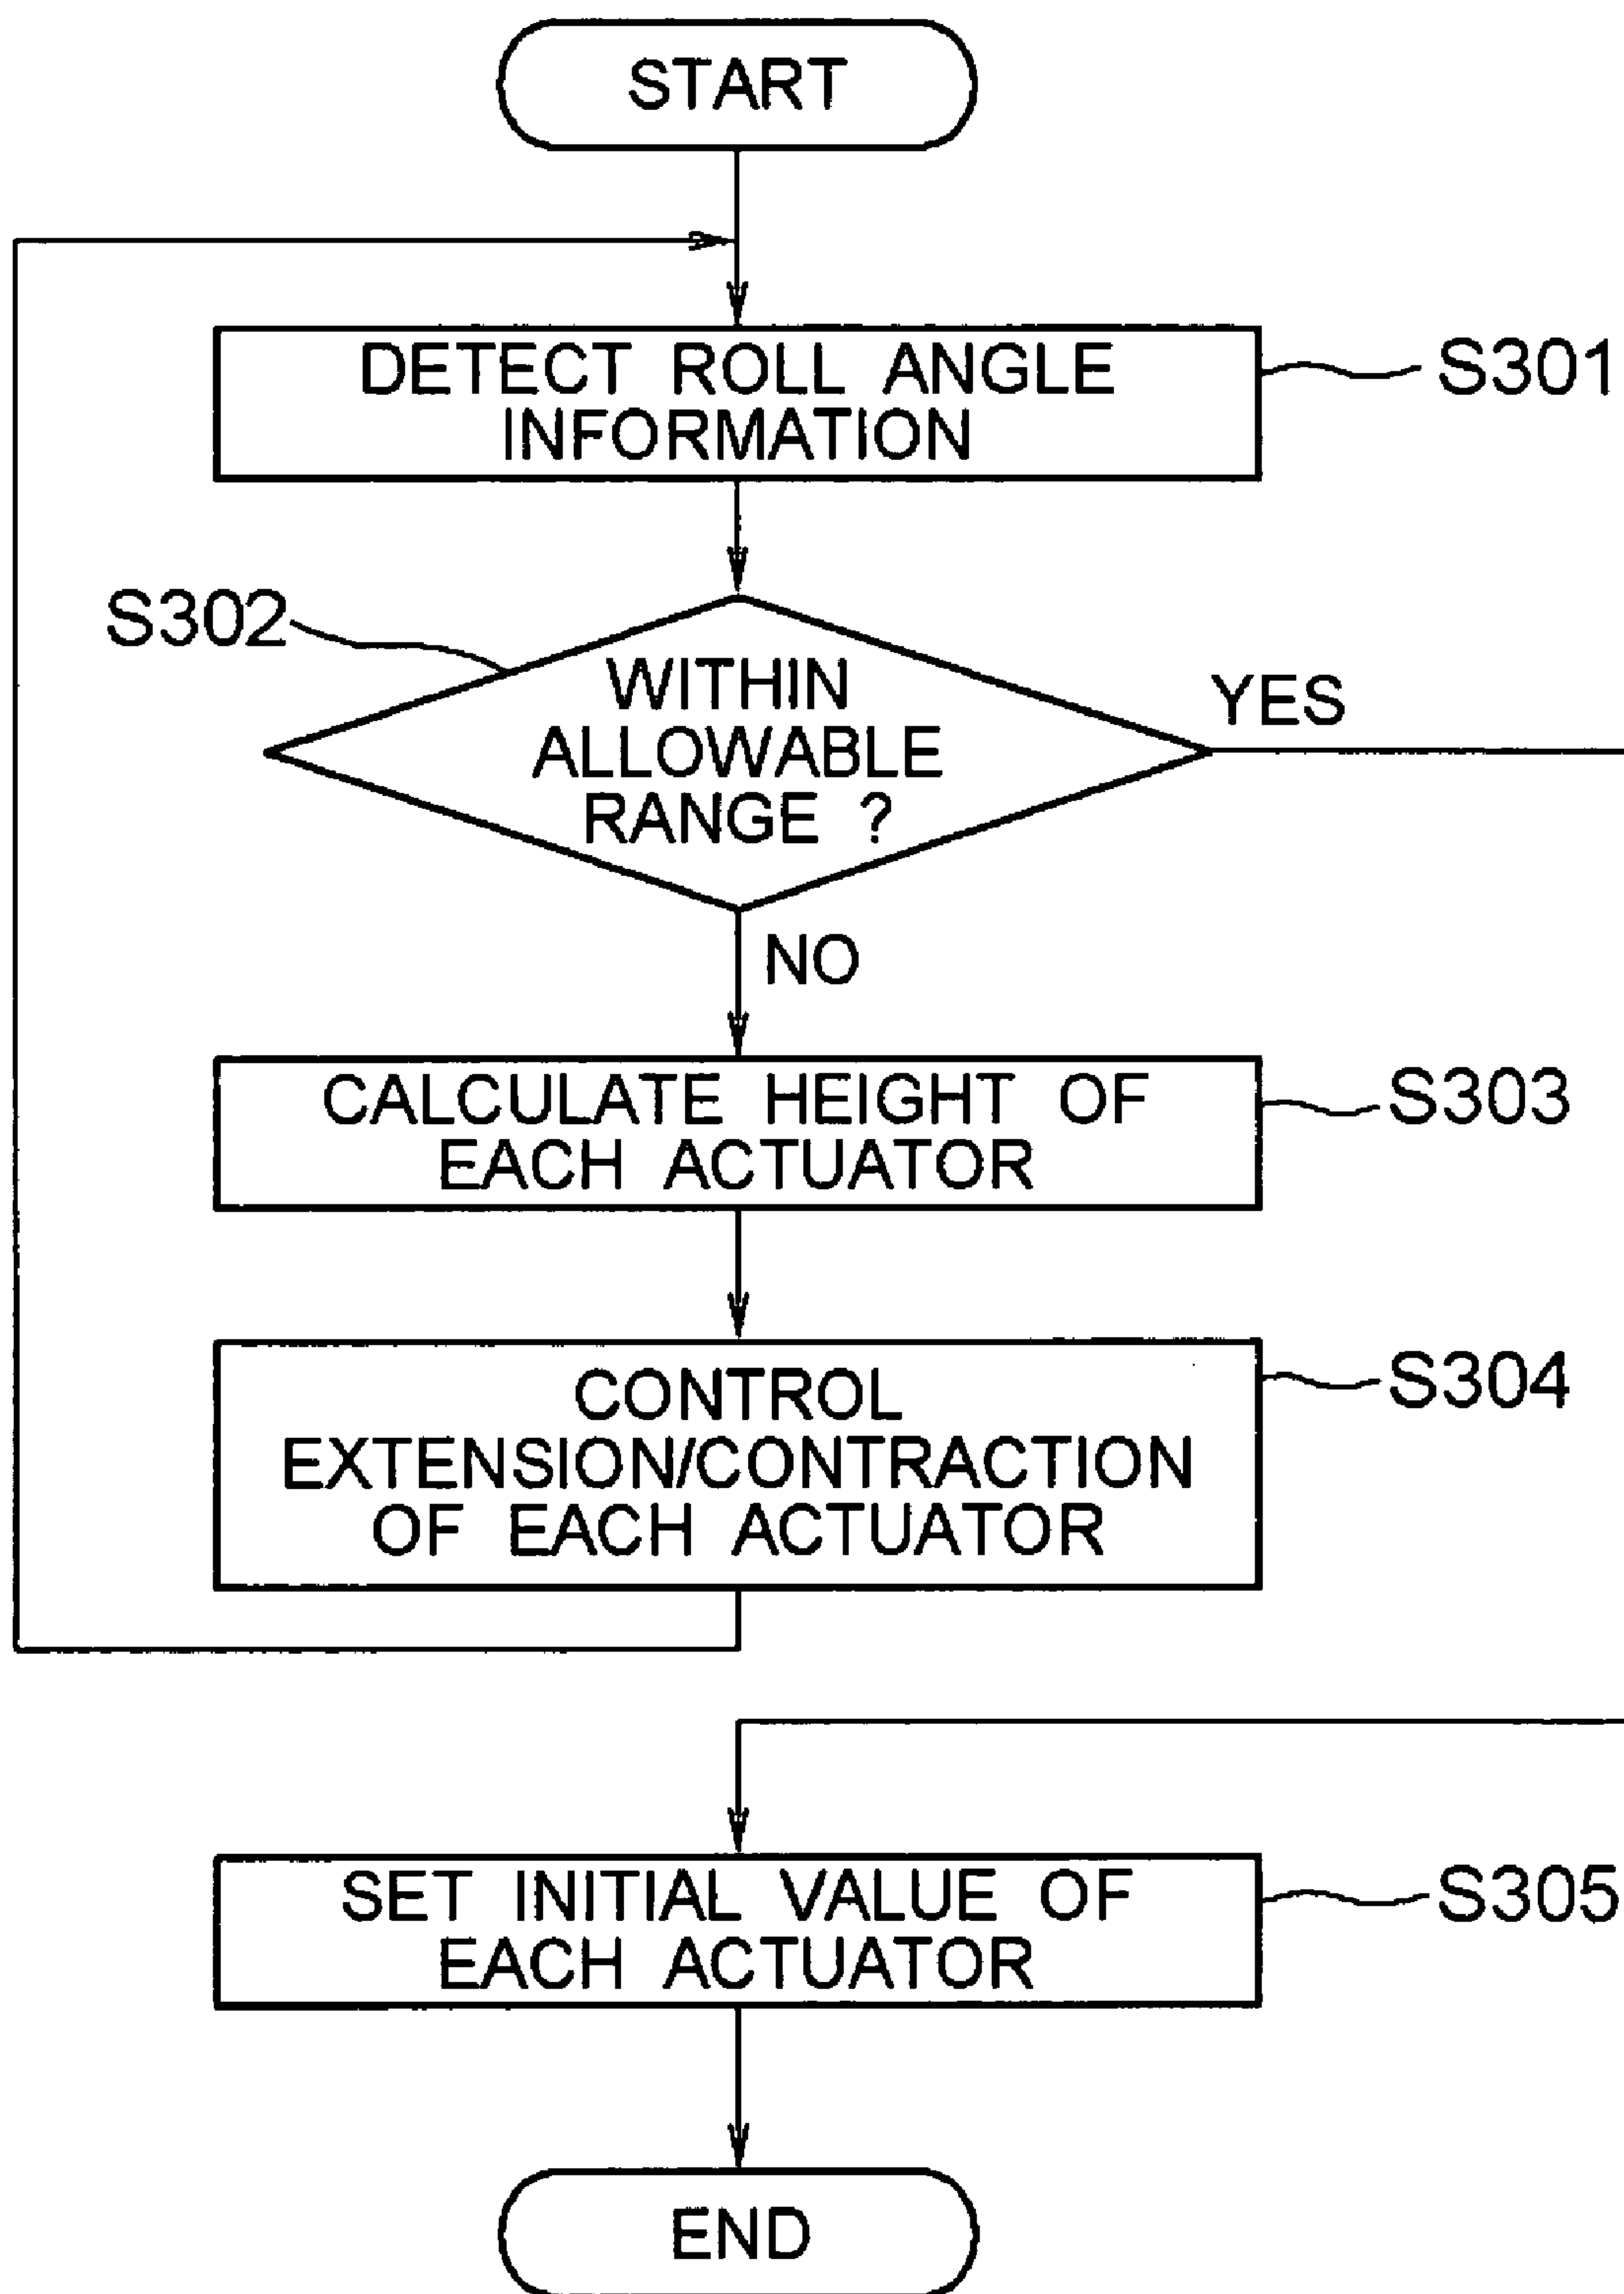 START
DETECT ROLL ANGLE
INFORMATION
S301
S302
WITHIN
ALLOWABLE
RANGE ?
YES
NO
CALCULATE HEIGHT OF
EACH ACTUATOR
S303
CONTROL
EXTENSION/CONTRACTION
OF EACH ACTUATOR
S304
SET INITIAL VALUE OF
EACH ACTUATOR
S305
END